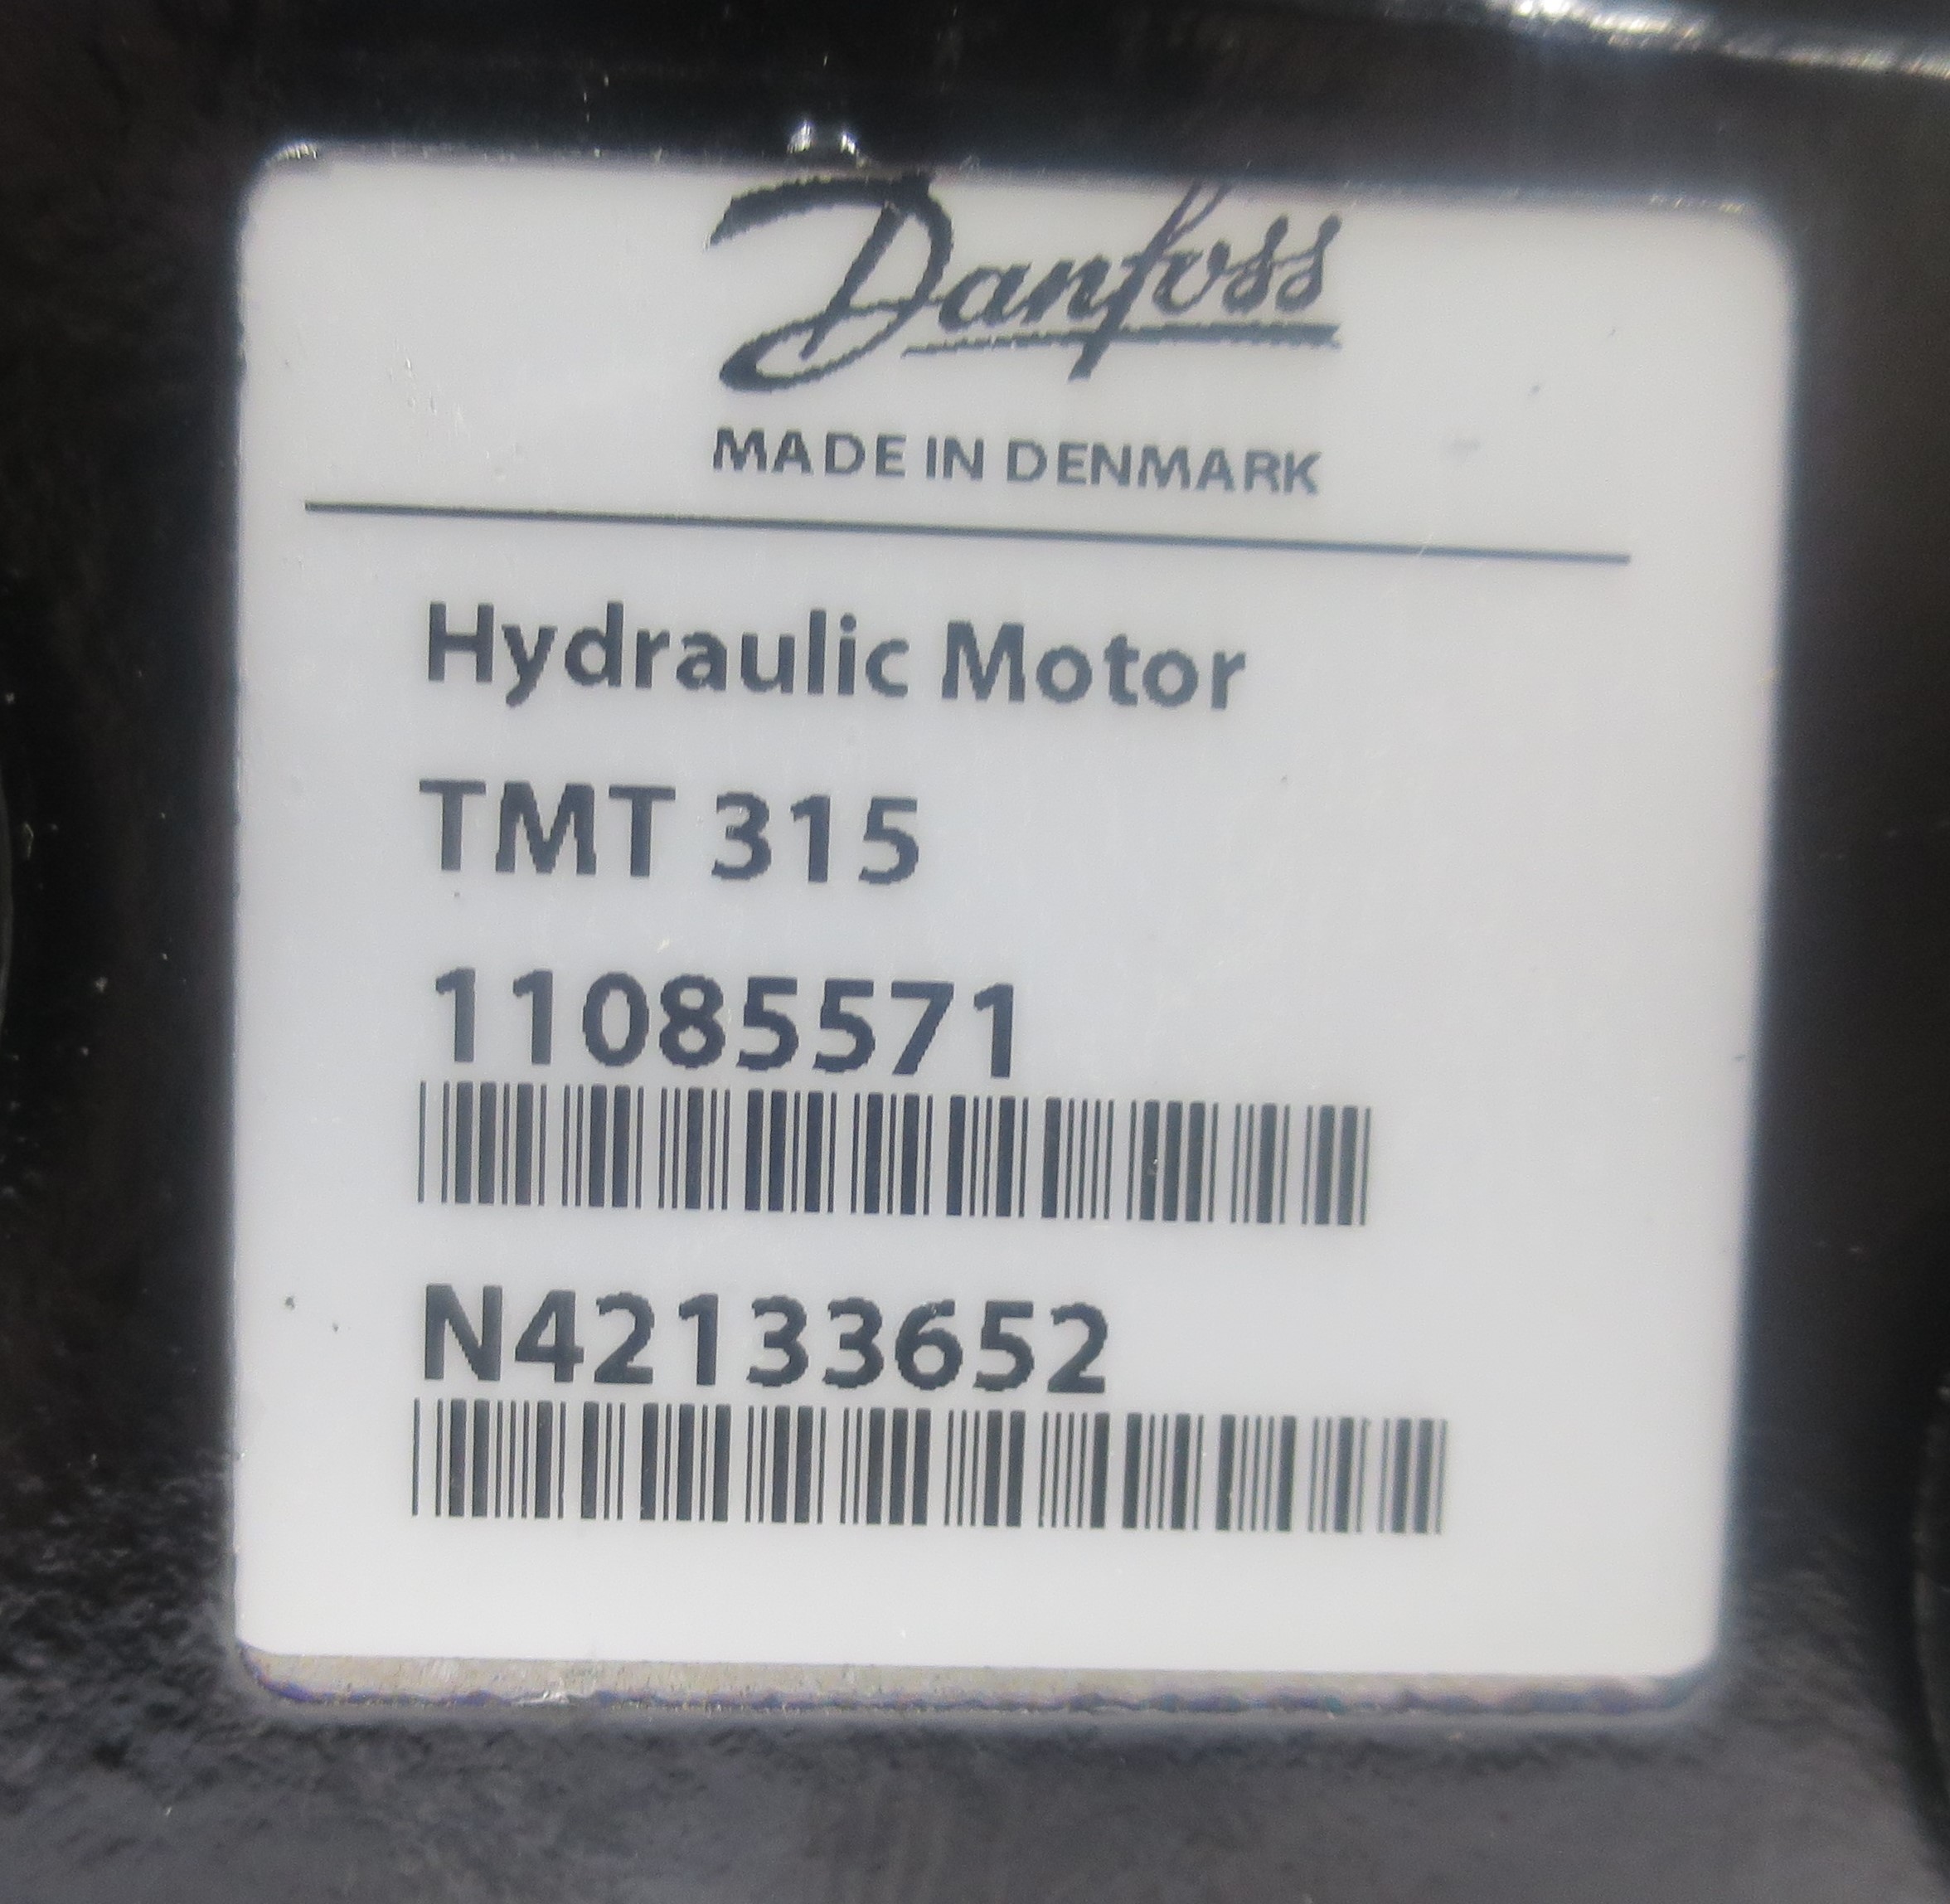 Danfoss
MADE IN DENMARK
Hydraulic Motor
TMT 315
11085571
N42133652